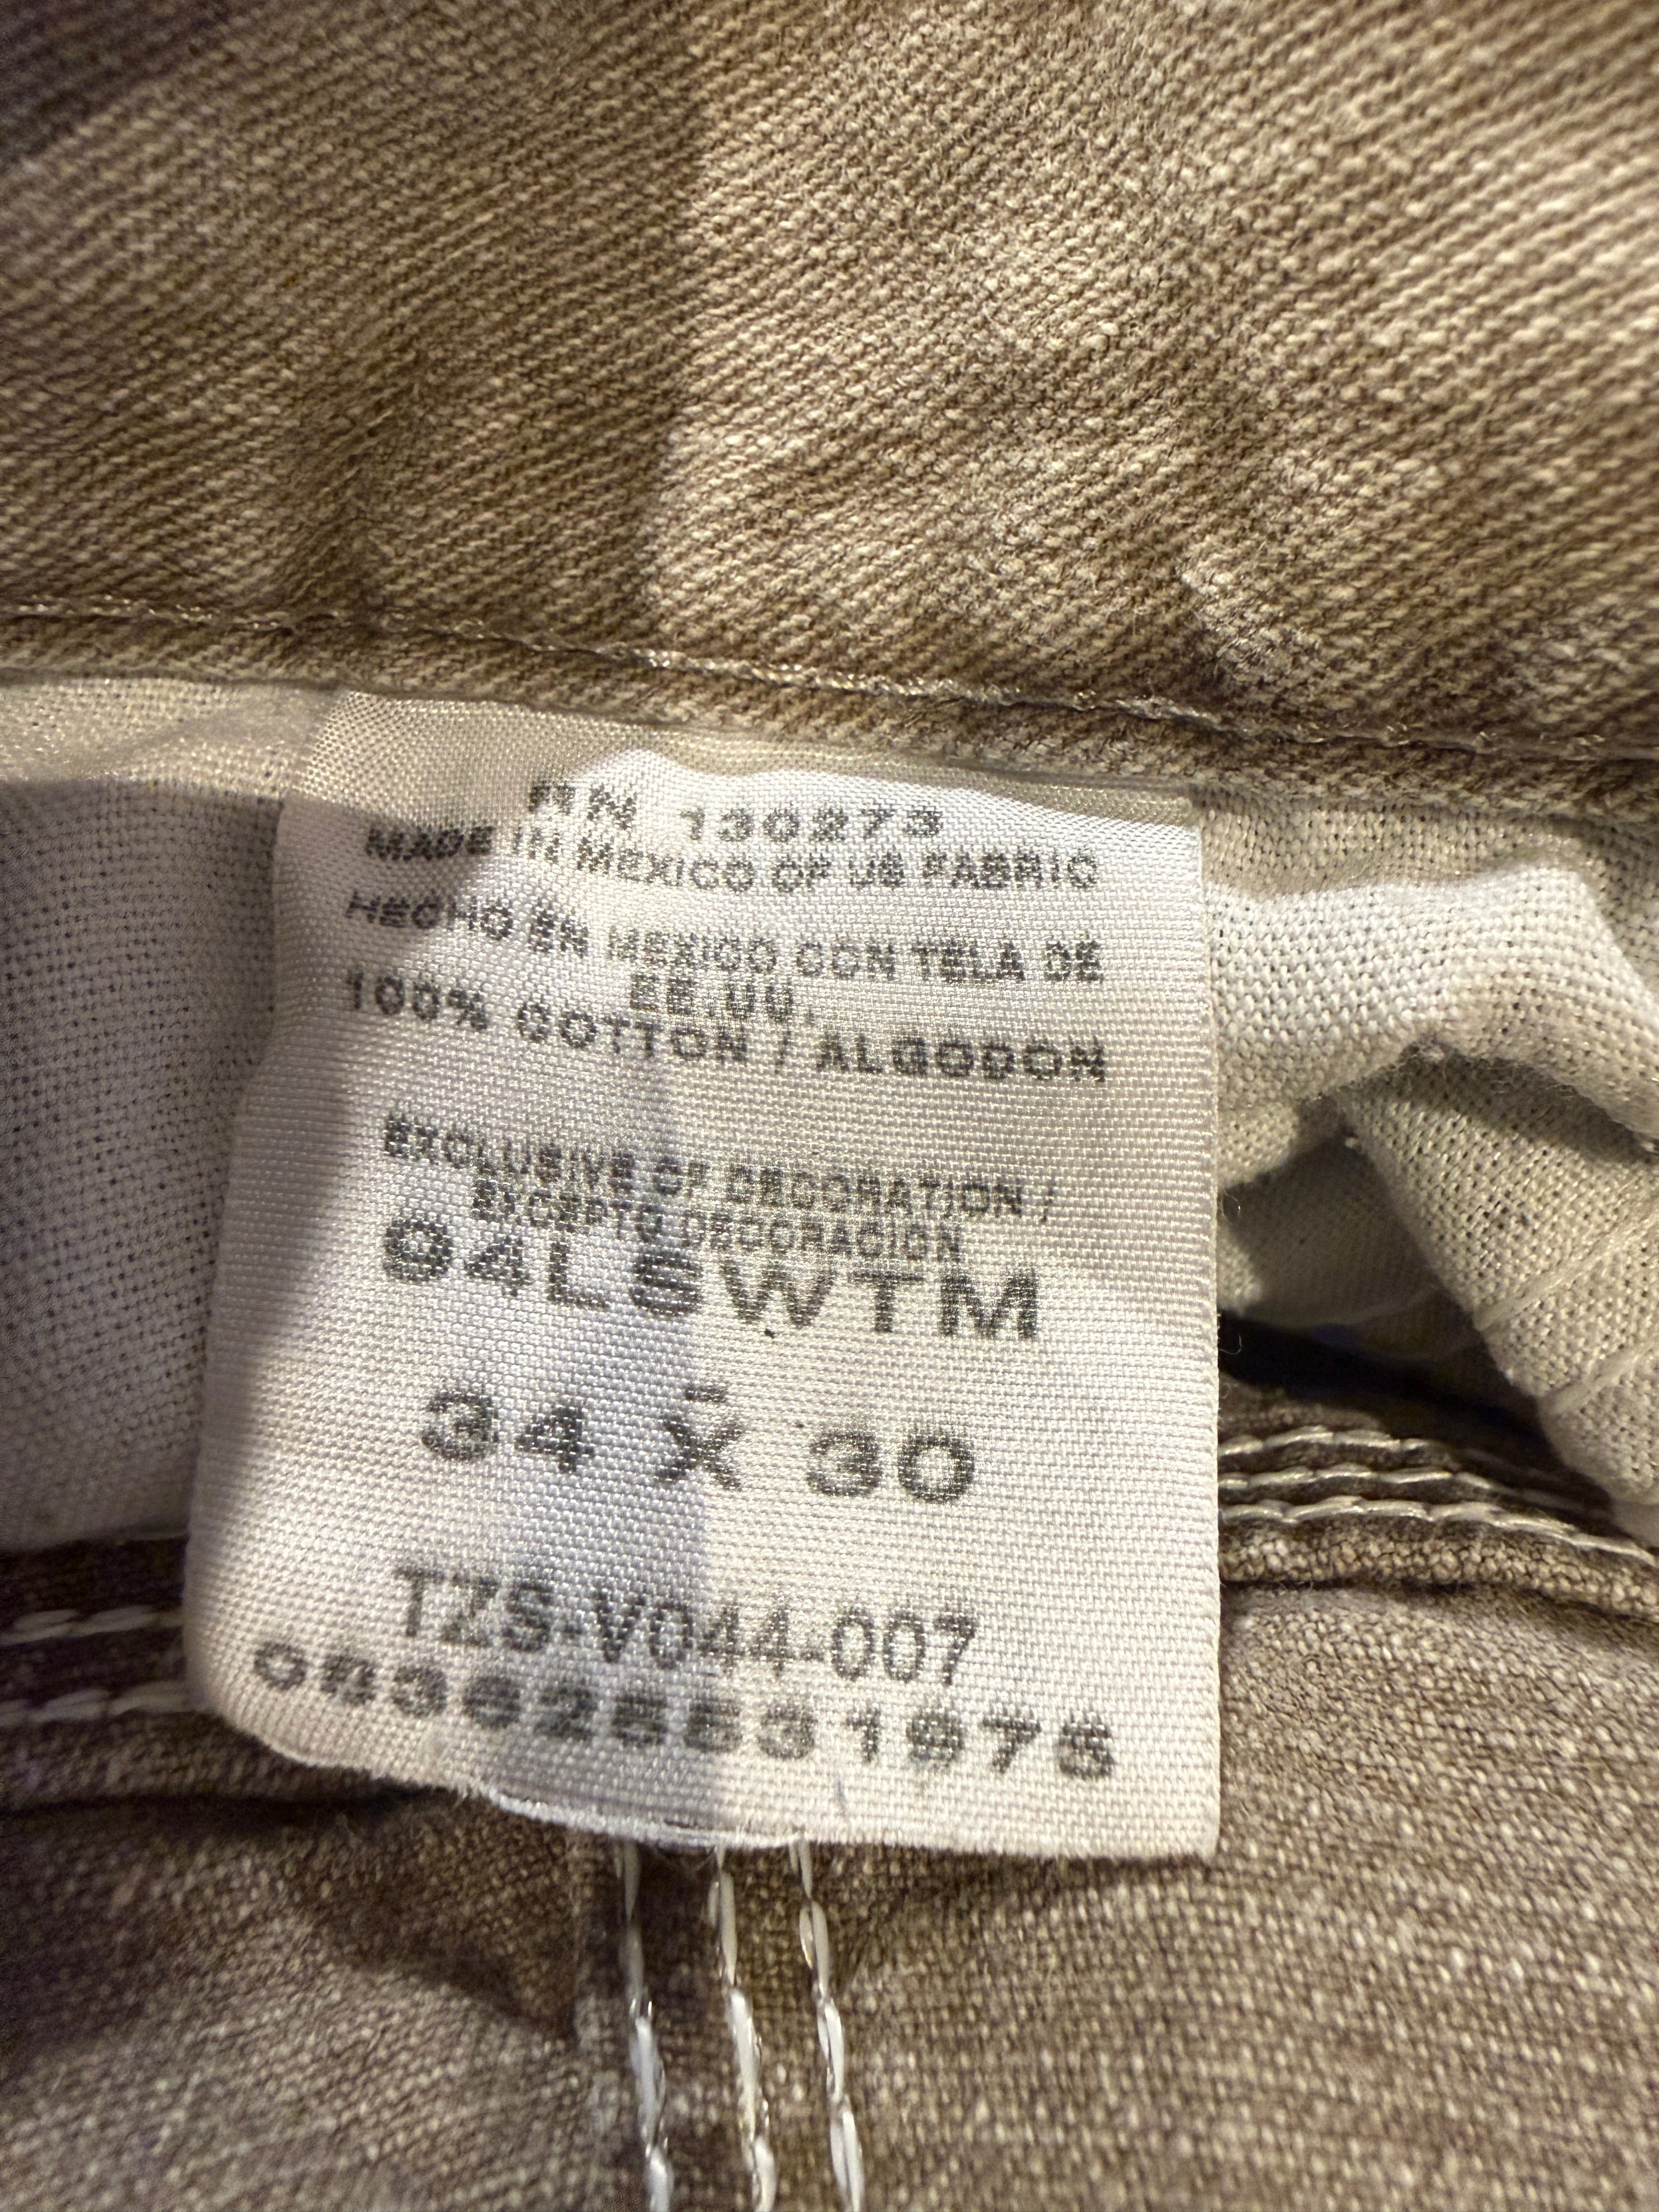 RN 130273
MADE IN MEXICO OF US FABRIC
HECHO EN MEXICO CON TELA DE
EE.UU.
100% COTTON / ALGODON
EXCLUSIVE OF DECORATION /
EXCEPTO DECORACION
94LSWTM
34 X 30
TZS-V044-007